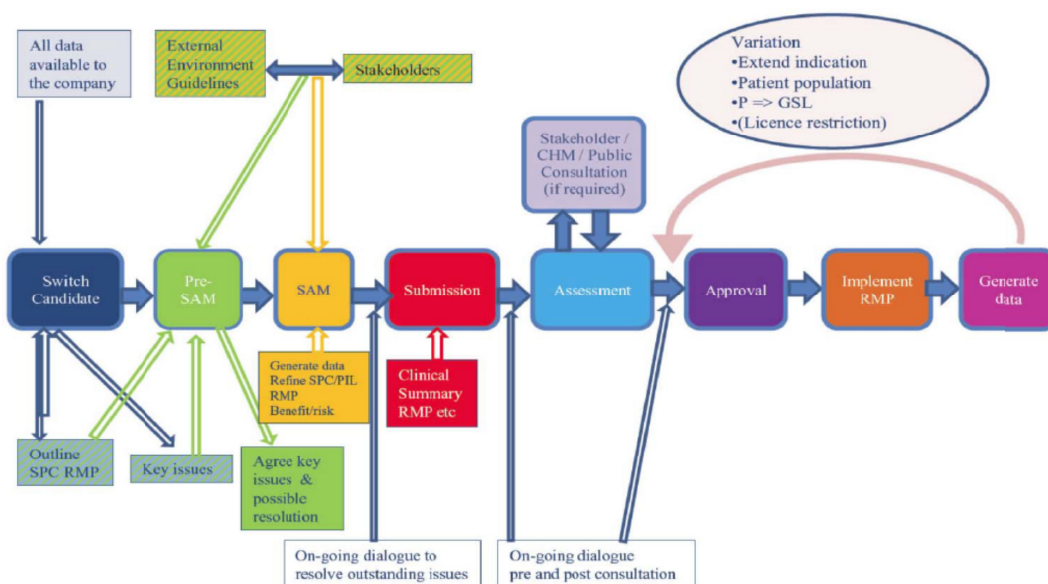 All data
available to
the company
External
Environment
Guidelines
Stakeholders
Variation
•Extend indication
•Patient population
•P => GSL
•(Licence restriction)
Stakeholder /
CHM / Public
Consultation
(if required)
Switch
Candidate
Pre-
SAM
SAM
Submission
Assessment
Approval
Implement
RMP
Generate
data
Generate data
Refine SPC/PIL
RMP
Benefit/risk
Clinical
Summary
RMP etc
Outline
SPC RMP
Key issues
Agree key
issues &
possible
resolution
On-going dialogue to
resolve outstanding issues
On-going dialogue
pre and post consultation